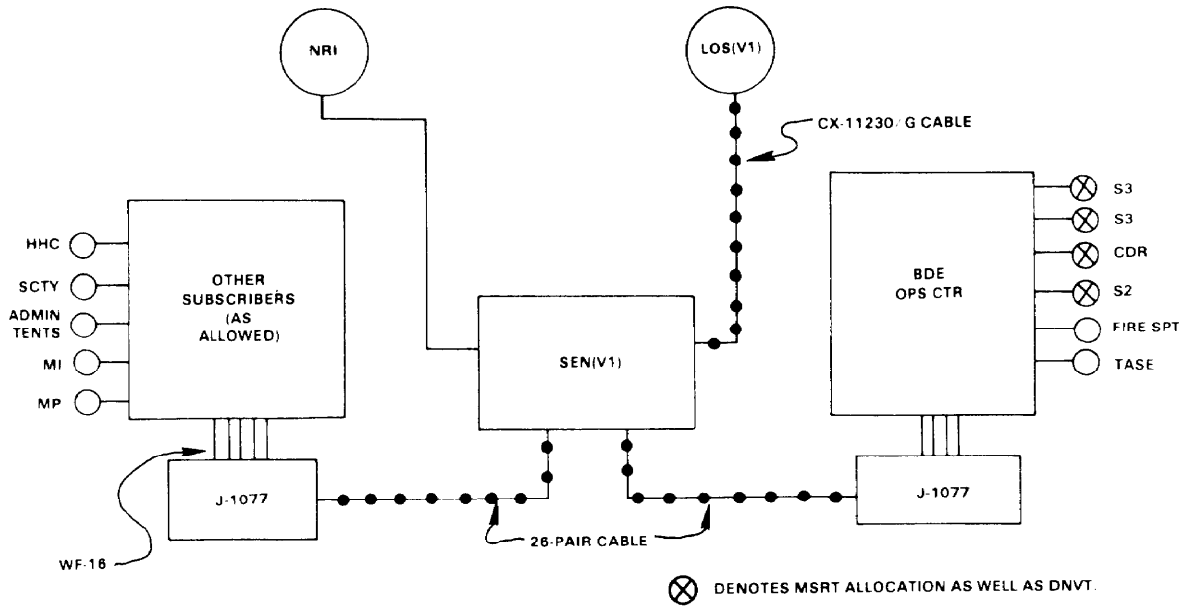 NRI
LOS(V1)
CX-11230/G CABLE
HHC
SCTY
ADMIN
TENTS
MI
MP
OTHER
SUBSCRIBERS
(AS
ALLOWED)
SEN(V1)
BDE
OPS CTR
S3
S3
CDR
S2
FIRE SPT
TASE
J-1077
J-1077
WF-16
26-PAIR CABLE
DENOTES MSRT ALLOCATION AS WELL AS DNVT.